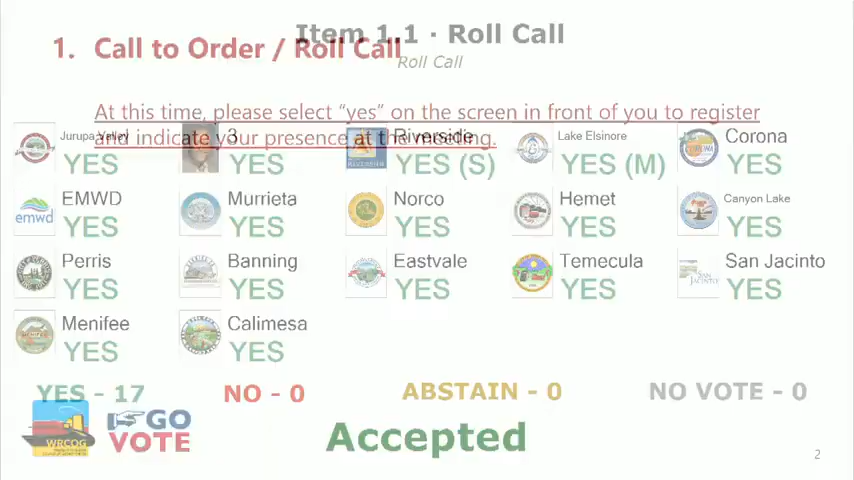 Item 1.1 · Roll Call
1. Call to Order / Roll Call
Roll Call
At this time, please select “yes” on the screen in front of you to register
and indicate your presence at the meeting.
Jurupa Valley 3 Riverside Lake Elsinore Corona
YES YES YES (S) YES (M) YES
EMWD Murrieta Norco Hemet Canyon Lake
YES YES YES YES YES
Perris Banning Eastvale Temecula San Jacinto
YES YES YES YES YES
Menifee Calimesa
YES YES
YES - 17 NO - 0 ABSTAIN - 0 NO VOTE - 0
GO
VOTE
WRCOG
Accepted
2